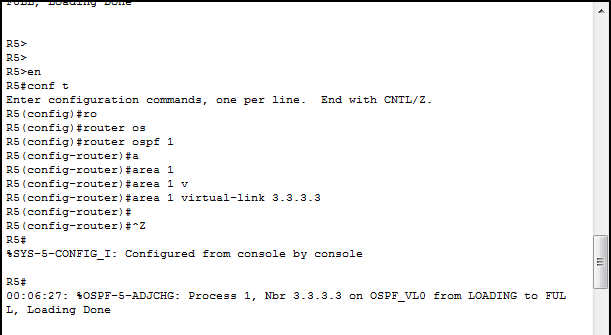 FULL, Loading Done
R5>
R5>
R5>en
R5#conf t
Enter configuration commands, one per line.  End with CNTL/Z.
R5(config)#ro
R5(config)#router os
R5(config)#router ospf 1
R5(config-router)#a
R5(config-router)#area 1
R5(config-router)#area 1 v
R5(config-router)#area 1 virtual-link 3.3.3.3
R5(config-router)#
R5(config-router)#^Z
R5#
%SYS-5-CONFIG_I: Configured from console by console
R5#
00:06:27: %OSPF-5-ADJCHG: Process 1, Nbr 3.3.3.3 on OSPF_VL0 from LOADING to FUL
L, Loading Done